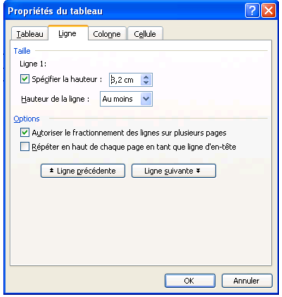 Propriétés du tableau
Tableau Ligne Colonne Cellule
Taille
Ligne 1:
Spécifier la hauteur : 3,2 cm
Hauteur de la ligne : Au moins
Options
Autoriser le fractionnement des lignes sur plusieurs pages
Répéter en haut de chaque page en tant que ligne d'en-tête
Ligne précédente Ligne suivante
OK Annuler